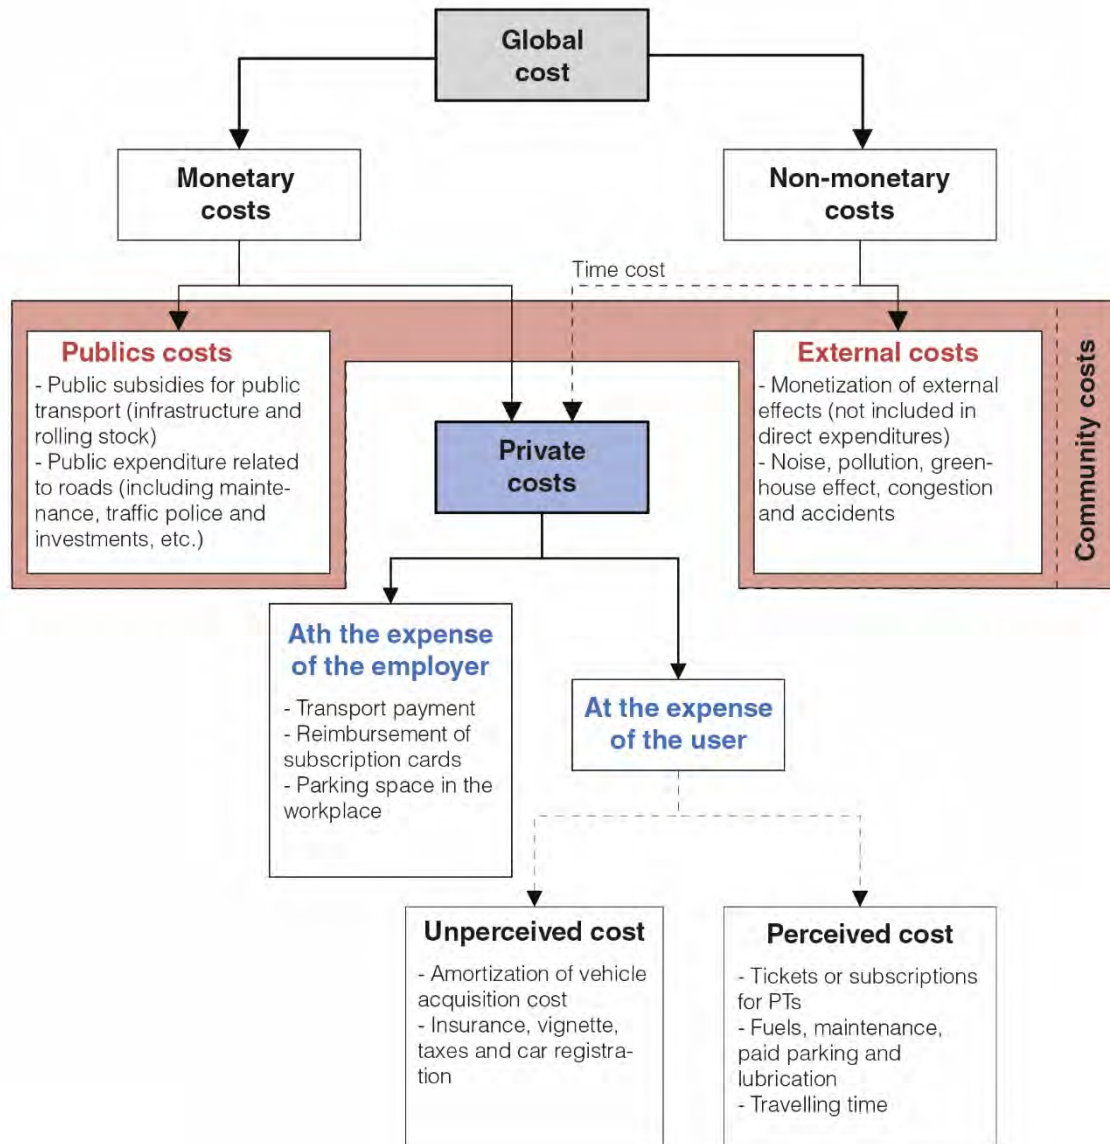 Global
cost
Monetary
costs
Non-monetary
costs
Time cost
Publics costs
- Public subsidies for public
transport (infrastructure and
rolling stock)
- Public expenditure related
to roads (including mainte-
nance, traffic police and
investments, etc.)
External costs
- Monetization of external
effects (not included in
direct expenditures)
- Noise, pollution, green-
house effect, congestion
and accidents
Community costs
Private
costs
Ath the expense
of the employer
- Transport payment
- Reimbursement of
subscription cards
- Parking space in the
workplace
At the expense
of the user
Unperceived cost
- Amortization of vehicle
acquisition cost
- Insurance, vignette,
taxes and car registra-
tion
Perceived cost
- Tickets or subscriptions
for PTs
- Fuels, maintenance,
paid parking and
lubrication
- Travelling time